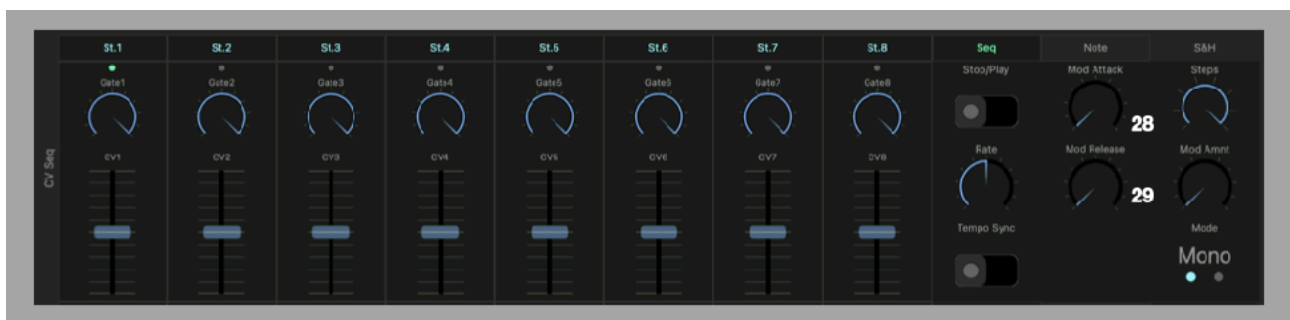 St.1 St.2 St.3 St.4 St.5 St.6 St.7 St.8 Seq Note S&H
Gate1 Gate2 Gate3 Gate4 Gate5 Gate6 Gate7 Gate8 Stop/Play Mod Attack Steps
28
CV1 CV2 CV3 CV4 CV5 CV6 CV7 CV8 Rate Mod Release Mod Amnt
CV Seq
29
Tempo Sync Mode
Mono